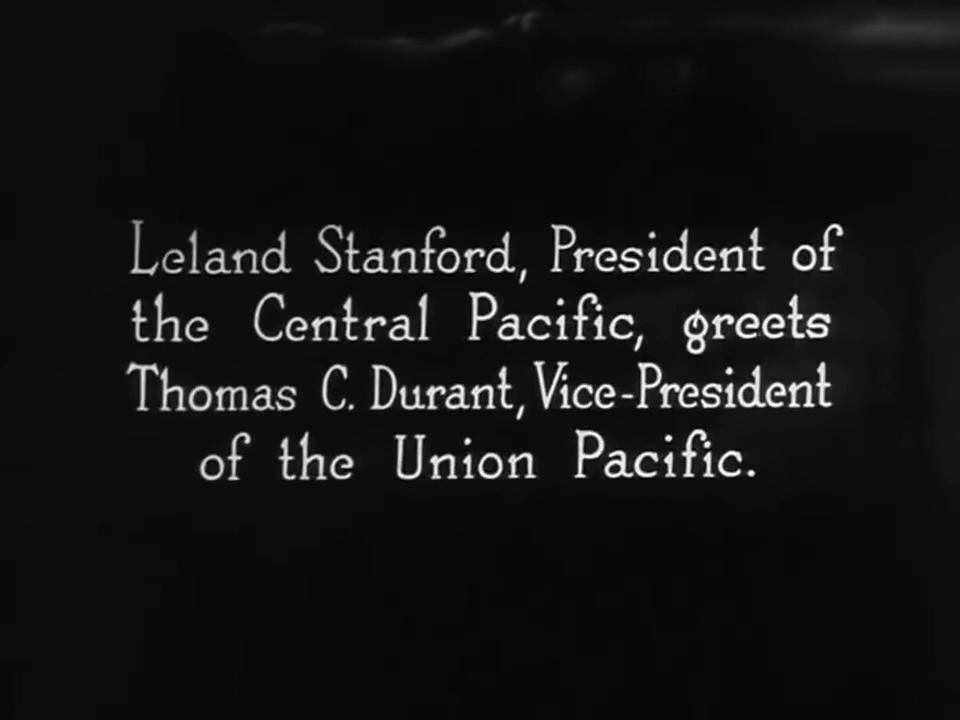 Leland Stanford, President of
the Central Pacific, greets
Thomas C. Durant, Vice-President
of the Union Pacific.